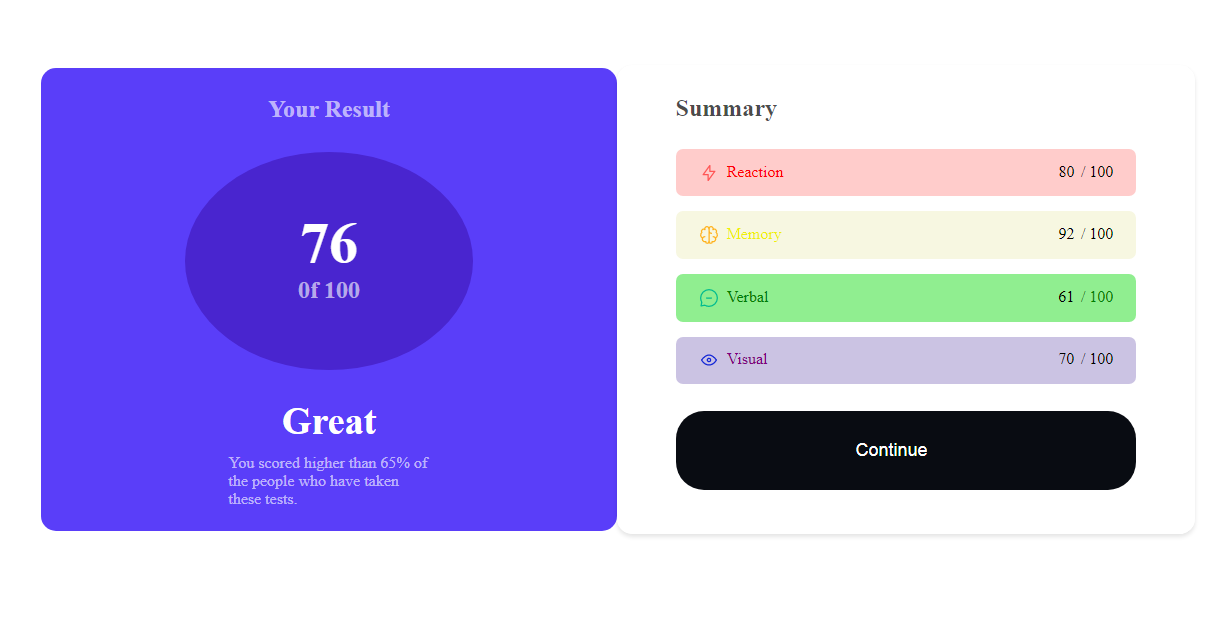 Your Result
76
0f 100
Great
You scored higher than 65% of
the people who have taken
these tests.
Summary
Reaction 80 / 100
Memory 92 / 100
Verbal 61 / 100
Visual 70 / 100
Continue